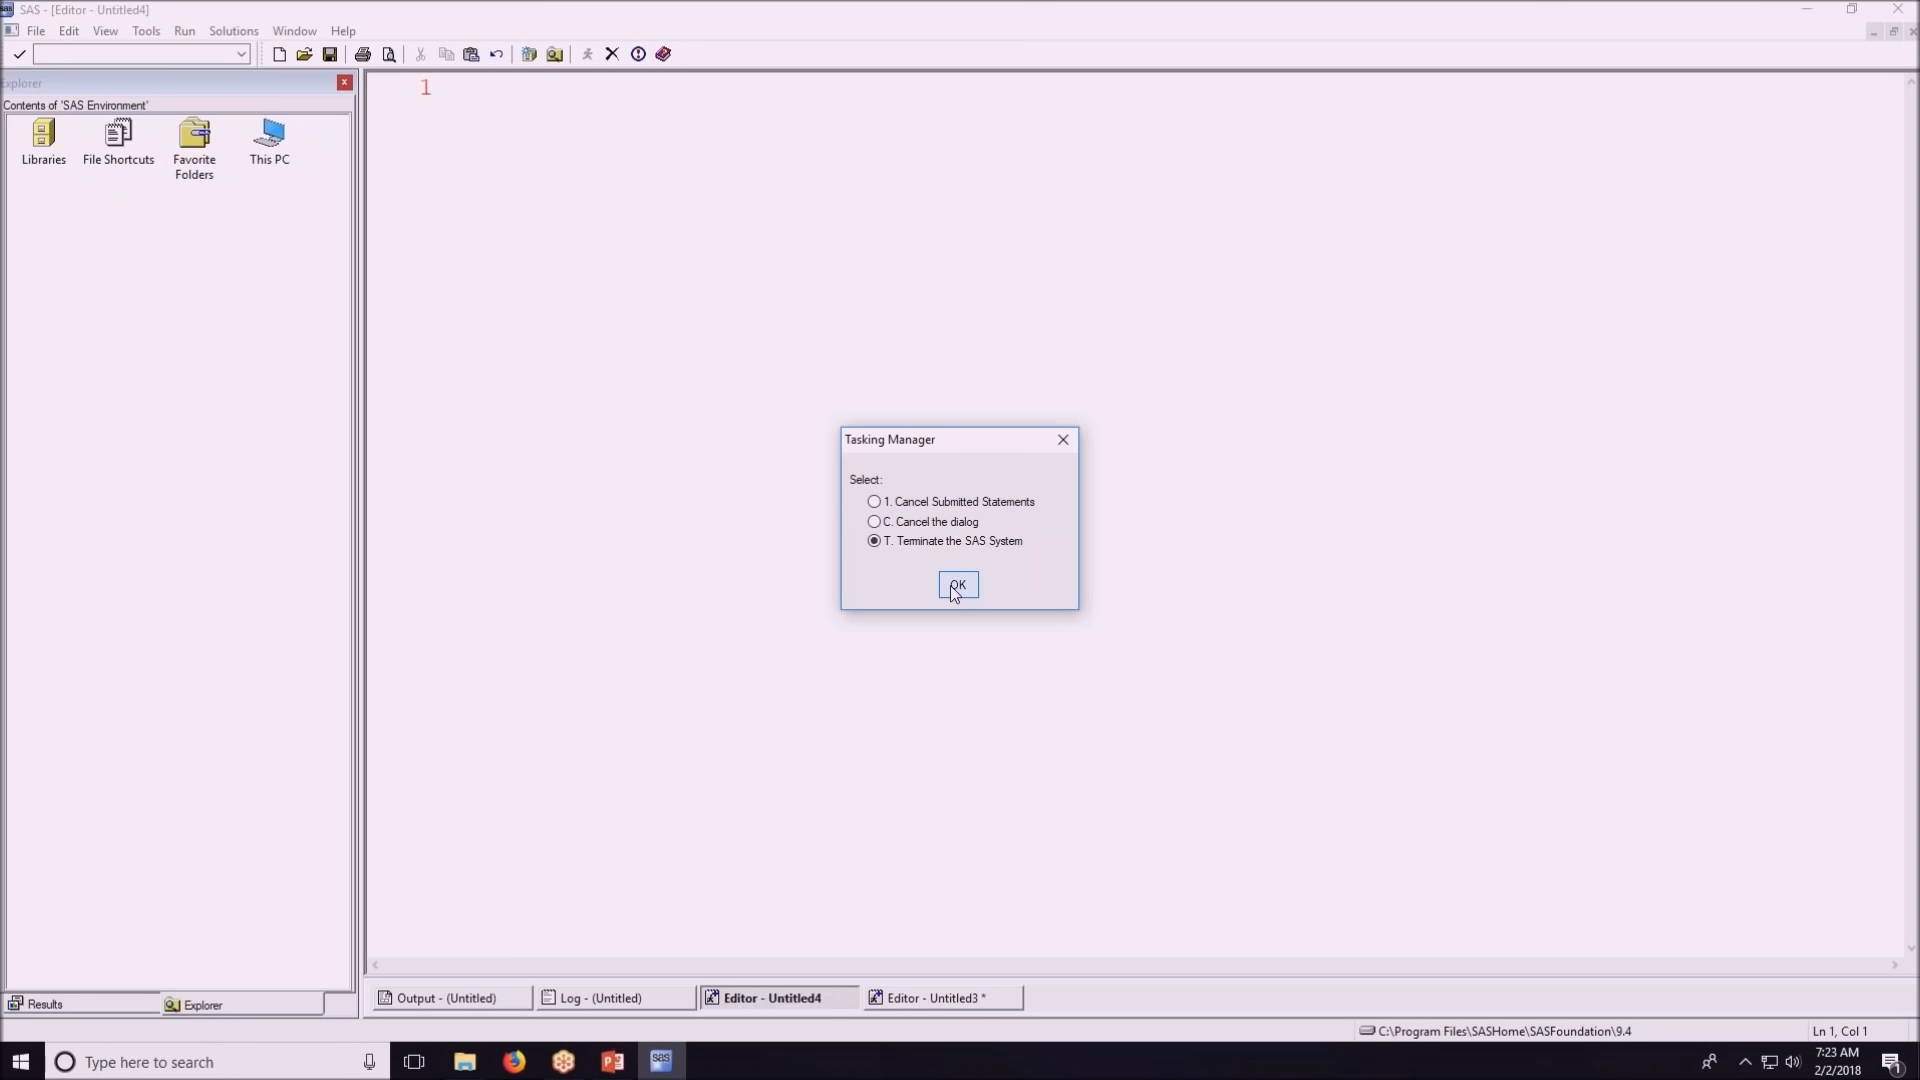 SAS - [Editor - Untitled4]
File Edit View Tools Run Solutions Window Help
Explorer
Contents of 'SAS Environment'
Libraries
File Shortcuts
Favorite
Folders
This PC
1
Tasking Manager
Select:
1. Cancel Submitted Statements
C. Cancel the dialog
T. Terminate the SAS System
OK
Results
Explorer
Output - (Untitled)
Log - (Untitled)
Editor - Untitled4
Editor - Untitled3 *
C:\Program Files\SASHome\SASFoundation\9.4
Ln 1, Col 1
Type here to search
sas
7:23 AM
2/2/2018
1